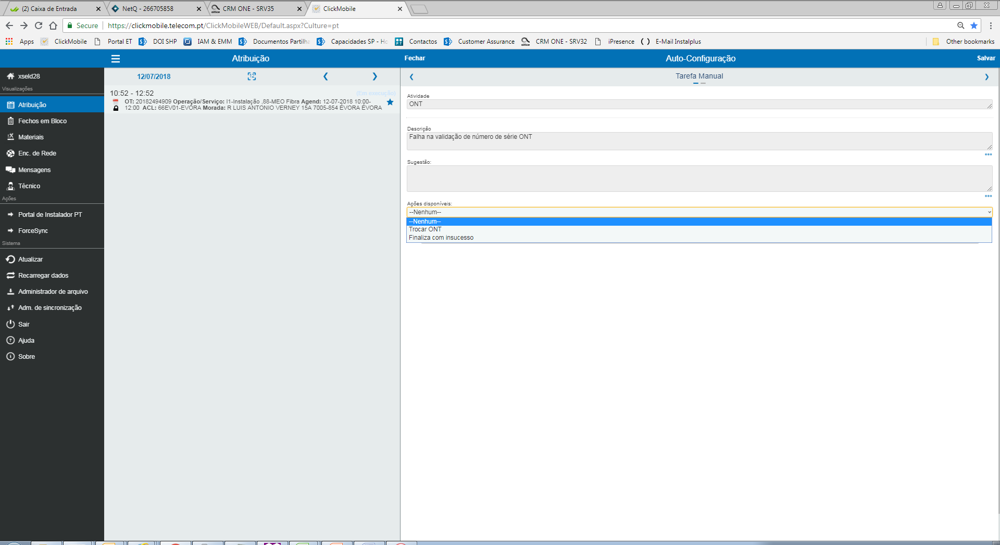 (2) Caixa de Entrada
NetQ - 266705858
CRM ONE - SRV35
ClickMobile
Secure
https://clickmobile.telecom.pt/ClickMobileWEB/Default.aspx?Culture=pt
Apps
ClickMobile
Portal ET
DOI SHP
IAM & EMM
Documentos Partilha
Capacidades SP - Ho
Contactos
Customer Assurance
altice
CRM ONE - SRV32
iPresence
E-Mail Instalplus
Other bookmarks
Atribuição
Fechar
Auto-Configuração
Salvar
xseld28
Visualizações
Atribuição
Fechos em Bloco
Materiais
Enc. de Rede
Mensagens
Técnico
Ações
Portal de Instalador PT
ForceSync
Sistema
Atualizar
Recarregar dados
Administrador de arquivo
Adm. de sincronização
Sair
Ajuda
Sobre
12/07/2018
12
10:52 - 12:52
(Em execução)
OT: 20182494909 Operação/Serviço: I1-Instalação ,88-MEO Fibra Agend: 12-07-2018 10:00-
12:00 ACL: 66EV01-ÉVORA Morada: R LUIS ANTONIO VERNEY 15A 7005-854 ÉVORA ÉVORA
Tarefa Manual
Atividade
ONT
Descrição
Falha na validação de número de série ONT
Sugestão:
Ações disponíveis:
--Nenhum--
--Nenhum--
Trocar ONT
Finaliza com insucesso